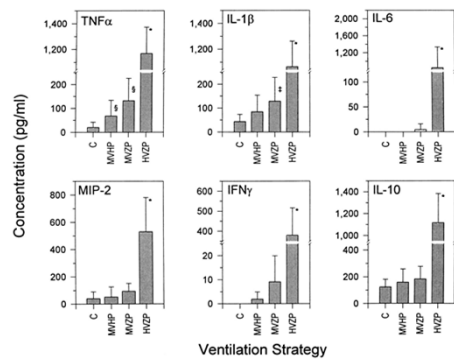 TNFα
IL-1β
IL-6
1,400
1,200
200
100
0
C
MVHP
MVZP
HVZP
§
§
*
1,400
1,200
200
100
0
C
MVHP
MVZP
HVZP
‡
*
2,000
1,600
1,200
100
50
0
C
MVHP
MVZP
HVZP
*
Concentration (pg/ml)
MIP-2
IFNγ
IL-10
800
600
400
200
0
C
MVHP
MVZP
HVZP
*
600
500
400
20
10
0
C
MVHP
MVZP
HVZP
*
1,400
1,200
1,000
400
200
0
C
MVHP
MVZP
HVZP
*
Ventilation Strategy